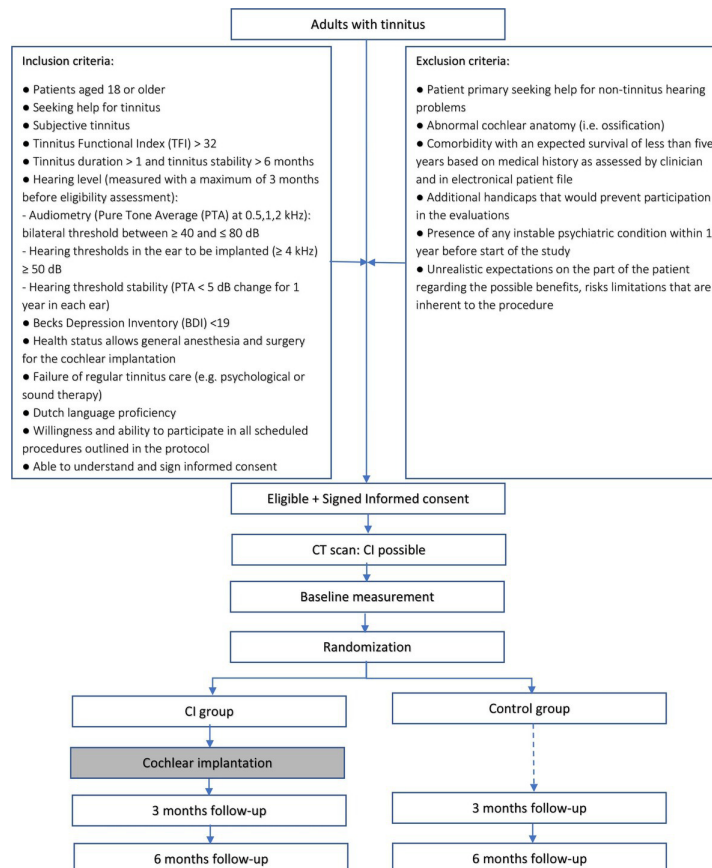 Adults with tinnitus
Inclusion criteria:
● Patients aged 18 or older
● Seeking help for tinnitus
● Subjective tinnitus
● Tinnitus Functional Index (TFI) > 32
● Tinnitus duration > 1 and tinnitus stability > 6 months
● Hearing level (measured with a maximum of 3 months
before eligibility assessment):
- Audiometry (Pure Tone Average (PTA) at 0.5,1,2 kHz):
bilateral threshold between ≥ 40 and ≤ 80 dB
- Hearing thresholds in the ear to be implanted (≥ 4 kHz)
≥ 50 dB
- Hearing threshold stability (PTA < 5 dB change for 1
year in each ear)
● Becks Depression Inventory (BDI) <19
● Health status allows general anesthesia and surgery
for the cochlear implantation
● Failure of regular tinnitus care (e.g. psychological or
sound therapy)
● Dutch language proficiency
● Willingness and ability to participate in all scheduled
procedures outlined in the protocol
● Able to understand and sign informed consent
Exclusion criteria:
● Patient primary seeking help for non-tinnitus hearing
problems
● Abnormal cochlear anatomy (i.e. ossification)
● Comorbidity with an expected survival of less than five
years based on medical history as assessed by clinician
and in electronical patient file
● Additional handicaps that would prevent participation
in the evaluations
● Presence of any instable psychiatric condition within 1
year before start of the study
● Unrealistic expectations on the part of the patient
regarding the possible benefits, risks limitations that are
inherent to the procedure
Eligible + Signed Informed consent
CT scan: CI possible
Baseline measurement
Randomization
CI group
Control group
Cochlear implantation
3 months follow-up
3 months follow-up
6 months follow-up
6 months follow-up